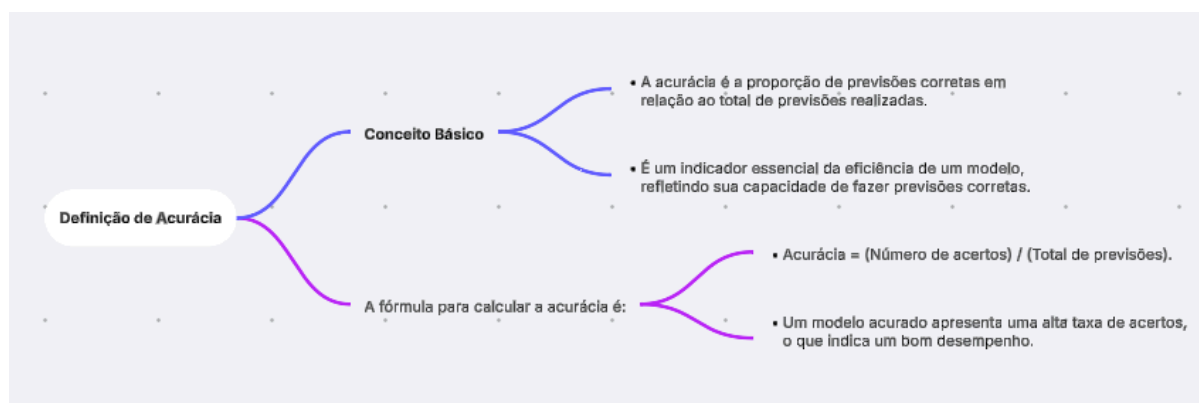 • A acurácia é a proporção de previsões corretas em
relação ao total de previsões realizadas.
Conceito Básico
• É um indicador essencial da eficiência de um modelo,
refletindo sua capacidade de fazer previsões corretas.
Definição de Acurácia
• Acurácia = (Número de acertos) / (Total de previsões).
A fórmula para calcular a acurácia é:
• Um modelo acurado apresenta uma alta taxa de acertos,
o que indica um bom desempenho.